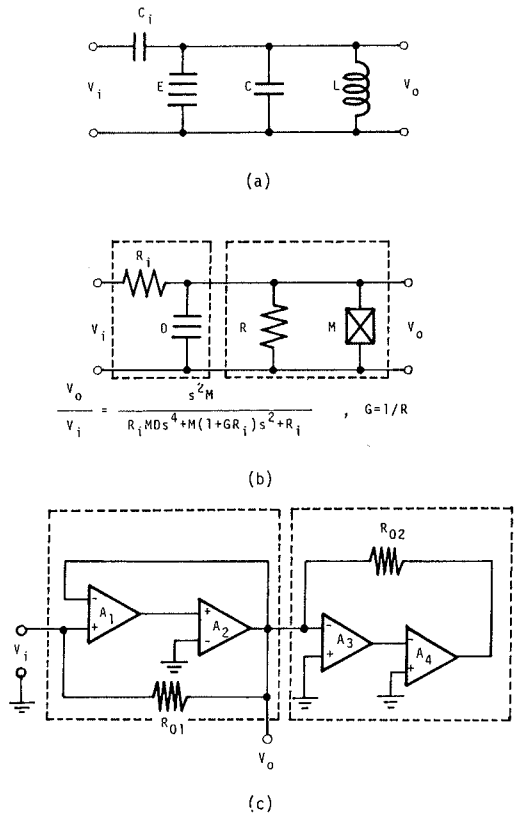 C_i
V_i E C L V_o
(a)
R_i
V_i D R M V_o
V_o / V_i = s^2M / R_iMDs^4+M(1+GR_i)s^2+R_i , G=1/R
(b)
R_02
- A_1 + + A_2 - - A_3 + - A_4 +
V_i
R_01
V_o
(c)